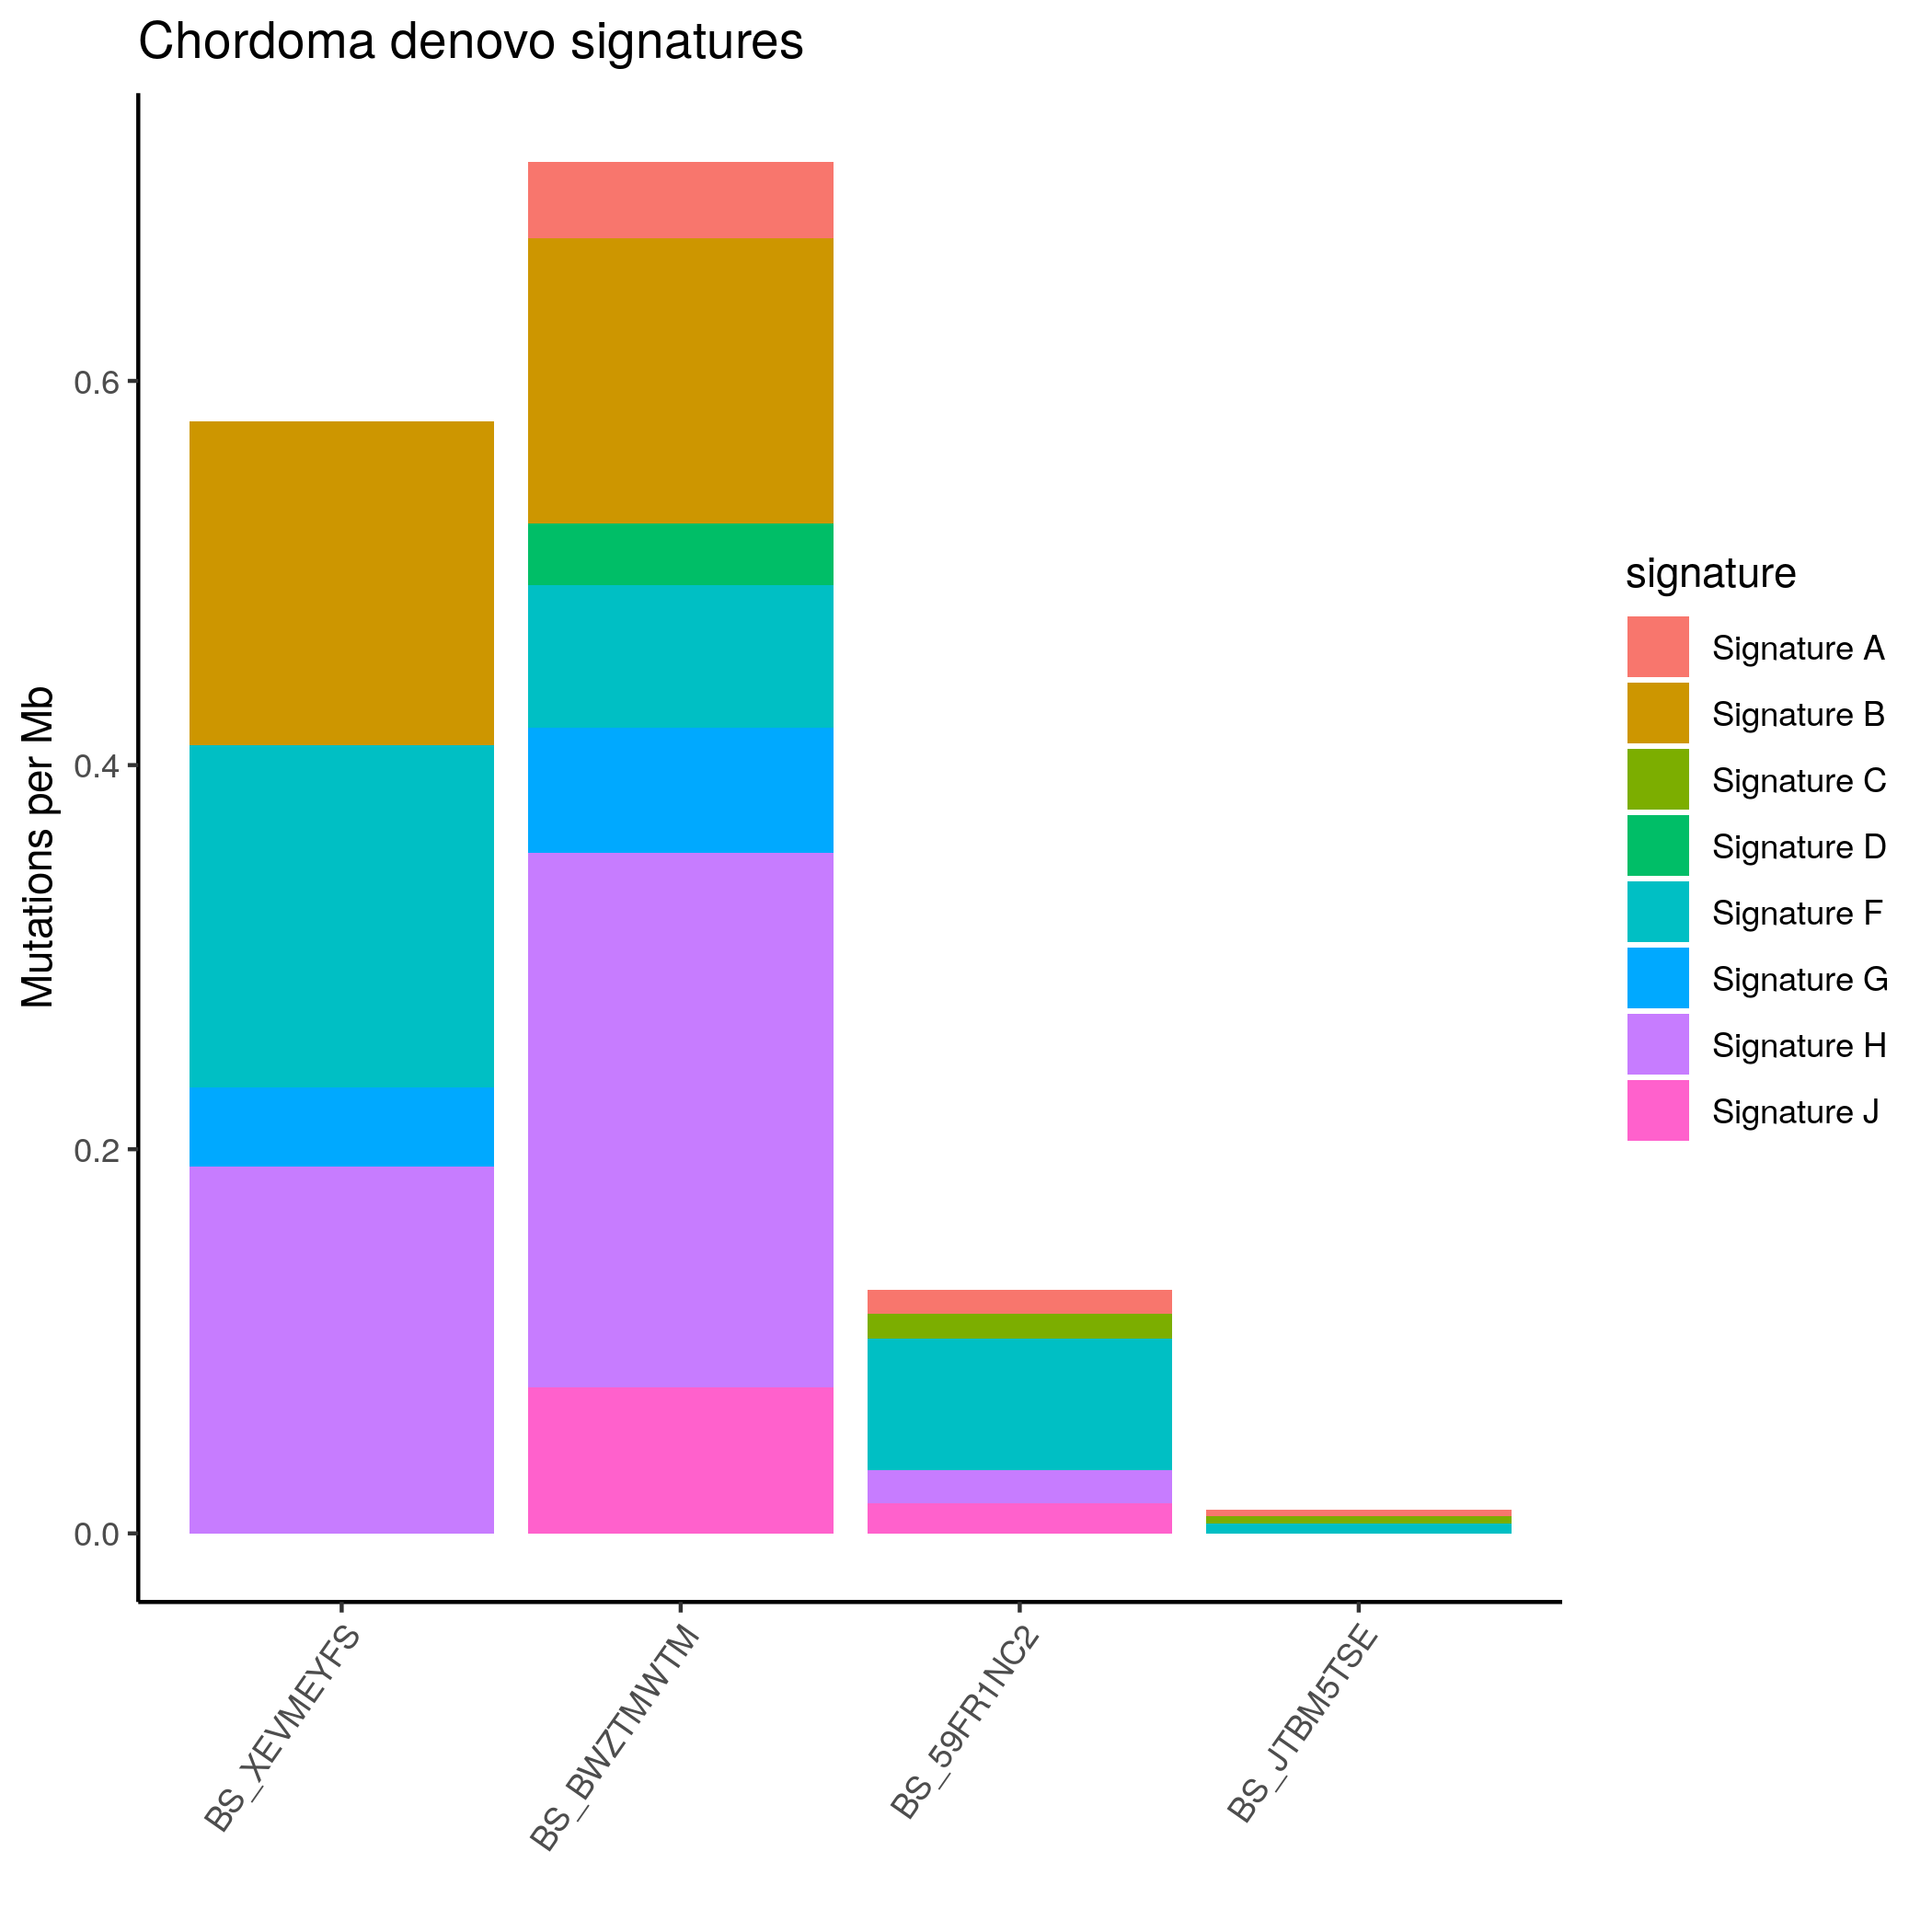 Chordoma denovo signatures
Mutations per Mb
0.6
0.4
0.2
0.0
BS_XEVMEYFS
BS_BWZTMWTM
BS_59FR1NC2
BS_JTBM5TSE
signature
Signature A
Signature B
Signature C
Signature D
Signature F
Signature G
Signature H
Signature J